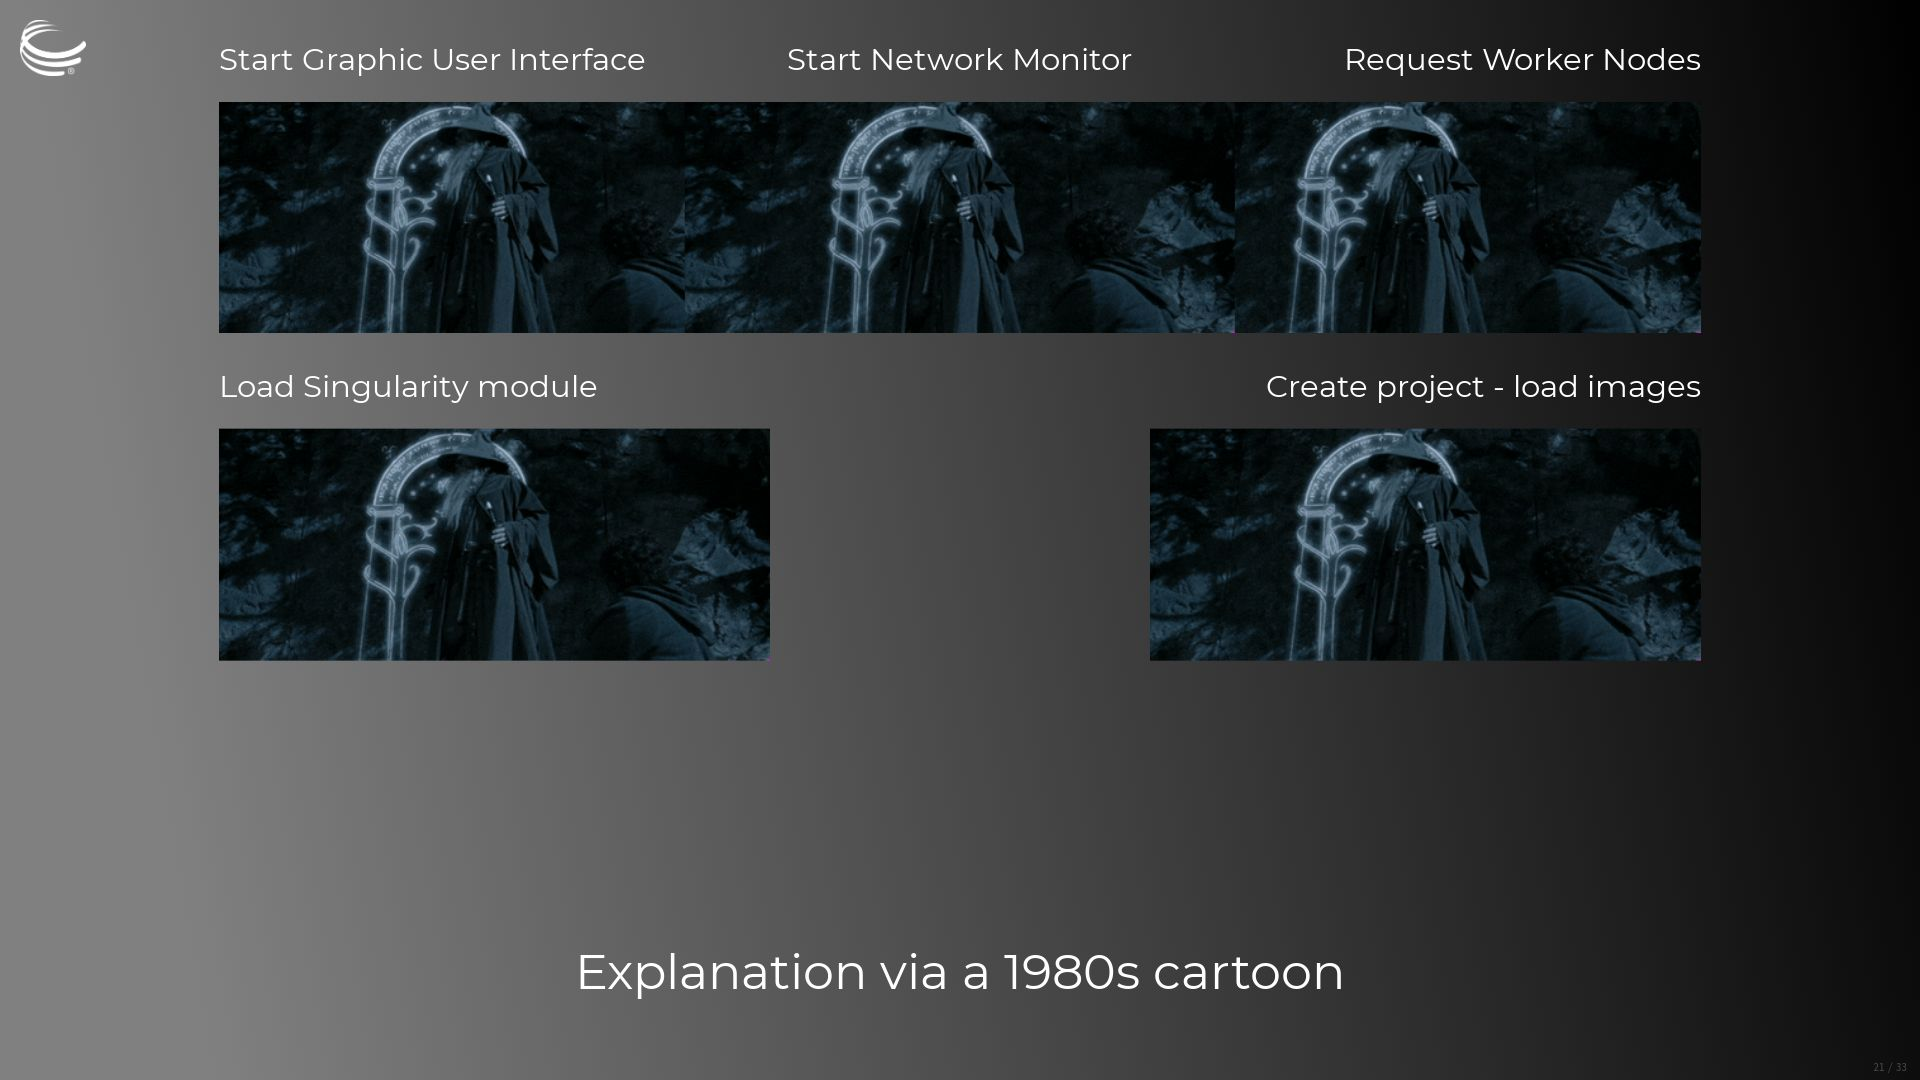 Start Graphic User Interface
Start Network Monitor
Request Worker Nodes
Load Singularity module
Create project - load images
Explanation via a 1980s cartoon
21 / 33